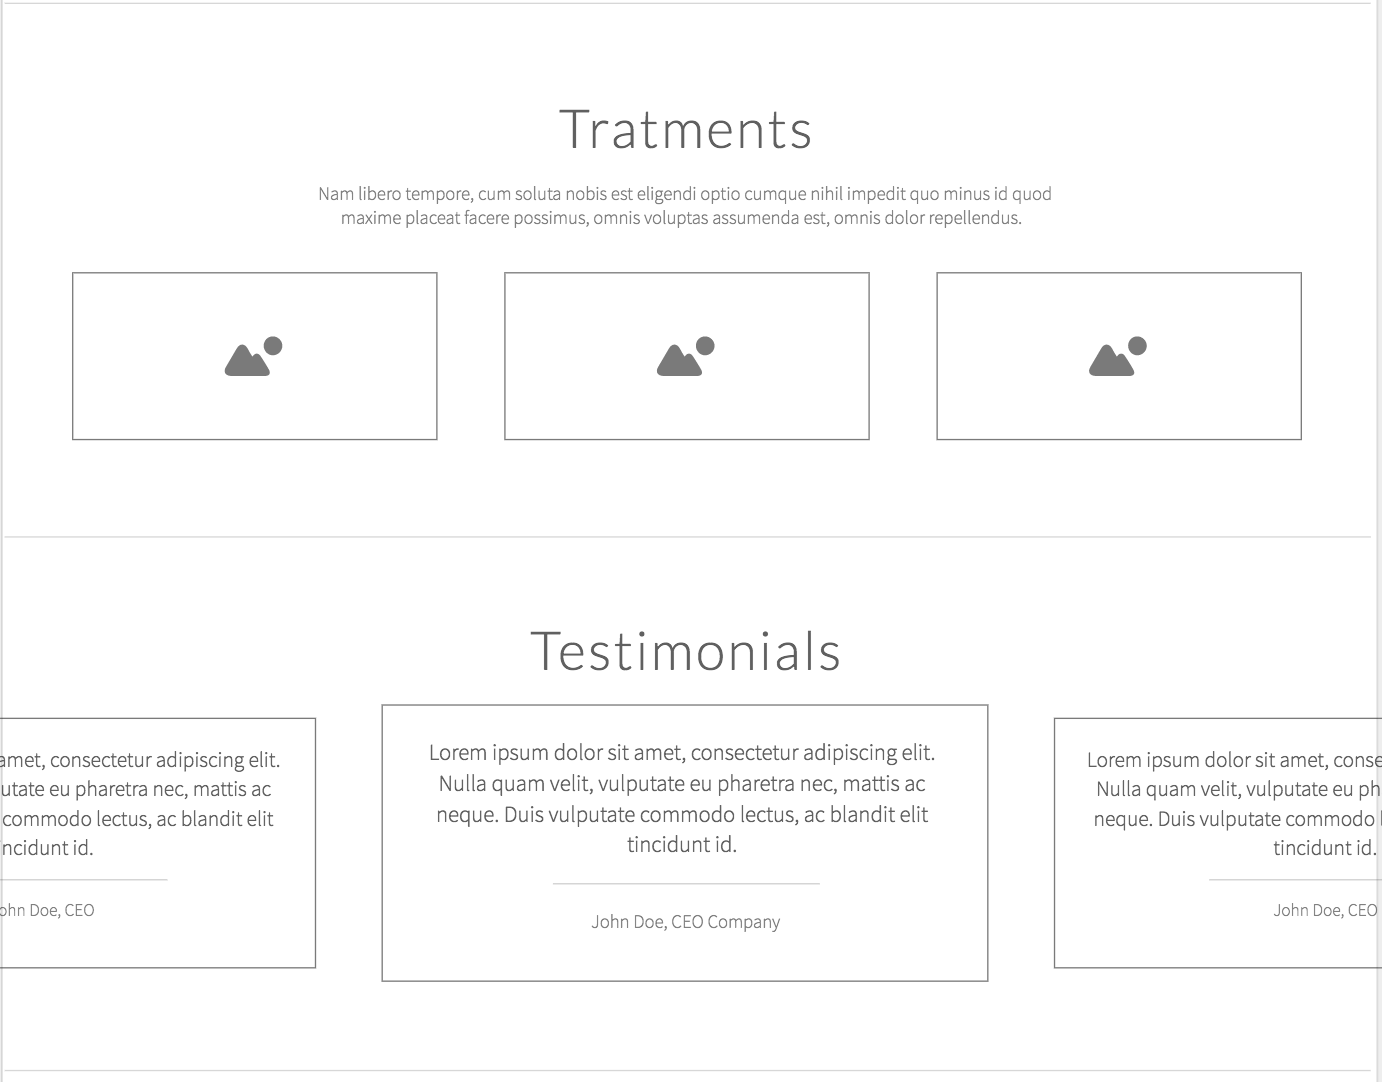 Tratments
Nam libero tempore, cum soluta nobis est eligendi optio cumque nihil impedit quo minus id quod
maxime placeat facere possimus, omnis voluptas assumenda est, omnis dolor repellendus.
Testimonials
amet, consectetur adipiscing elit.
utate eu pharetra nec, mattis ac
commodo lectus, ac blandit elit
ncidunt id.
ohn Doe, CEO
Lorem ipsum dolor sit amet, consectetur adipiscing elit.
Nulla quam velit, vulputate eu pharetra nec, mattis ac
neque. Duis vulputate commodo lectus, ac blandit elit
tincidunt id.
John Doe, CEO Company
Lorem ipsum dolor sit amet, conse
Nulla quam velit, vulputate eu ph
neque. Duis vulputate commodo l
tincidunt id.
John Doe, CEO